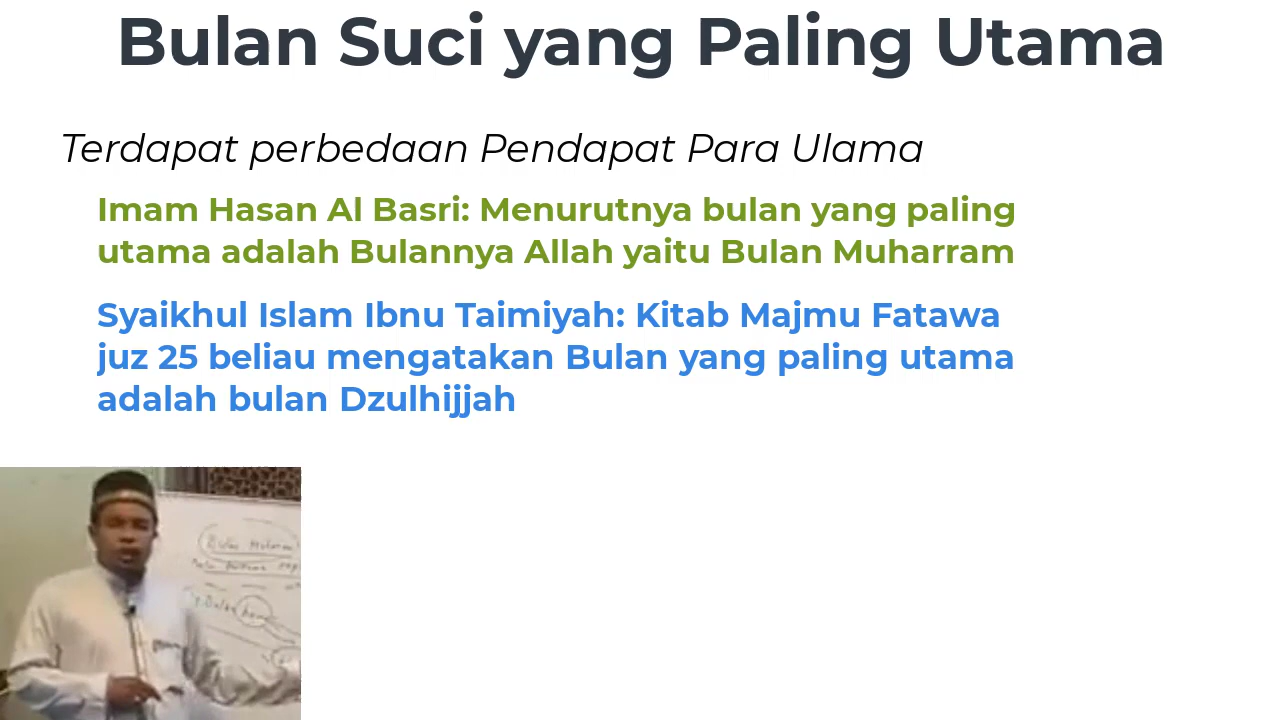 Bulan Suci yang Paling Utama
Terdapat perbedaan Pendapat Para Ulama
Imam Hasan Al Basri: Menurutnya bulan yang paling
utama adalah Bulannya Allah yaitu Bulan Muharram
Syaikhul Islam Ibnu Taimiyah: Kitab Majmu Fatawa
juz 25 beliau mengatakan Bulan yang paling utama
adalah bulan Dzulhijjah